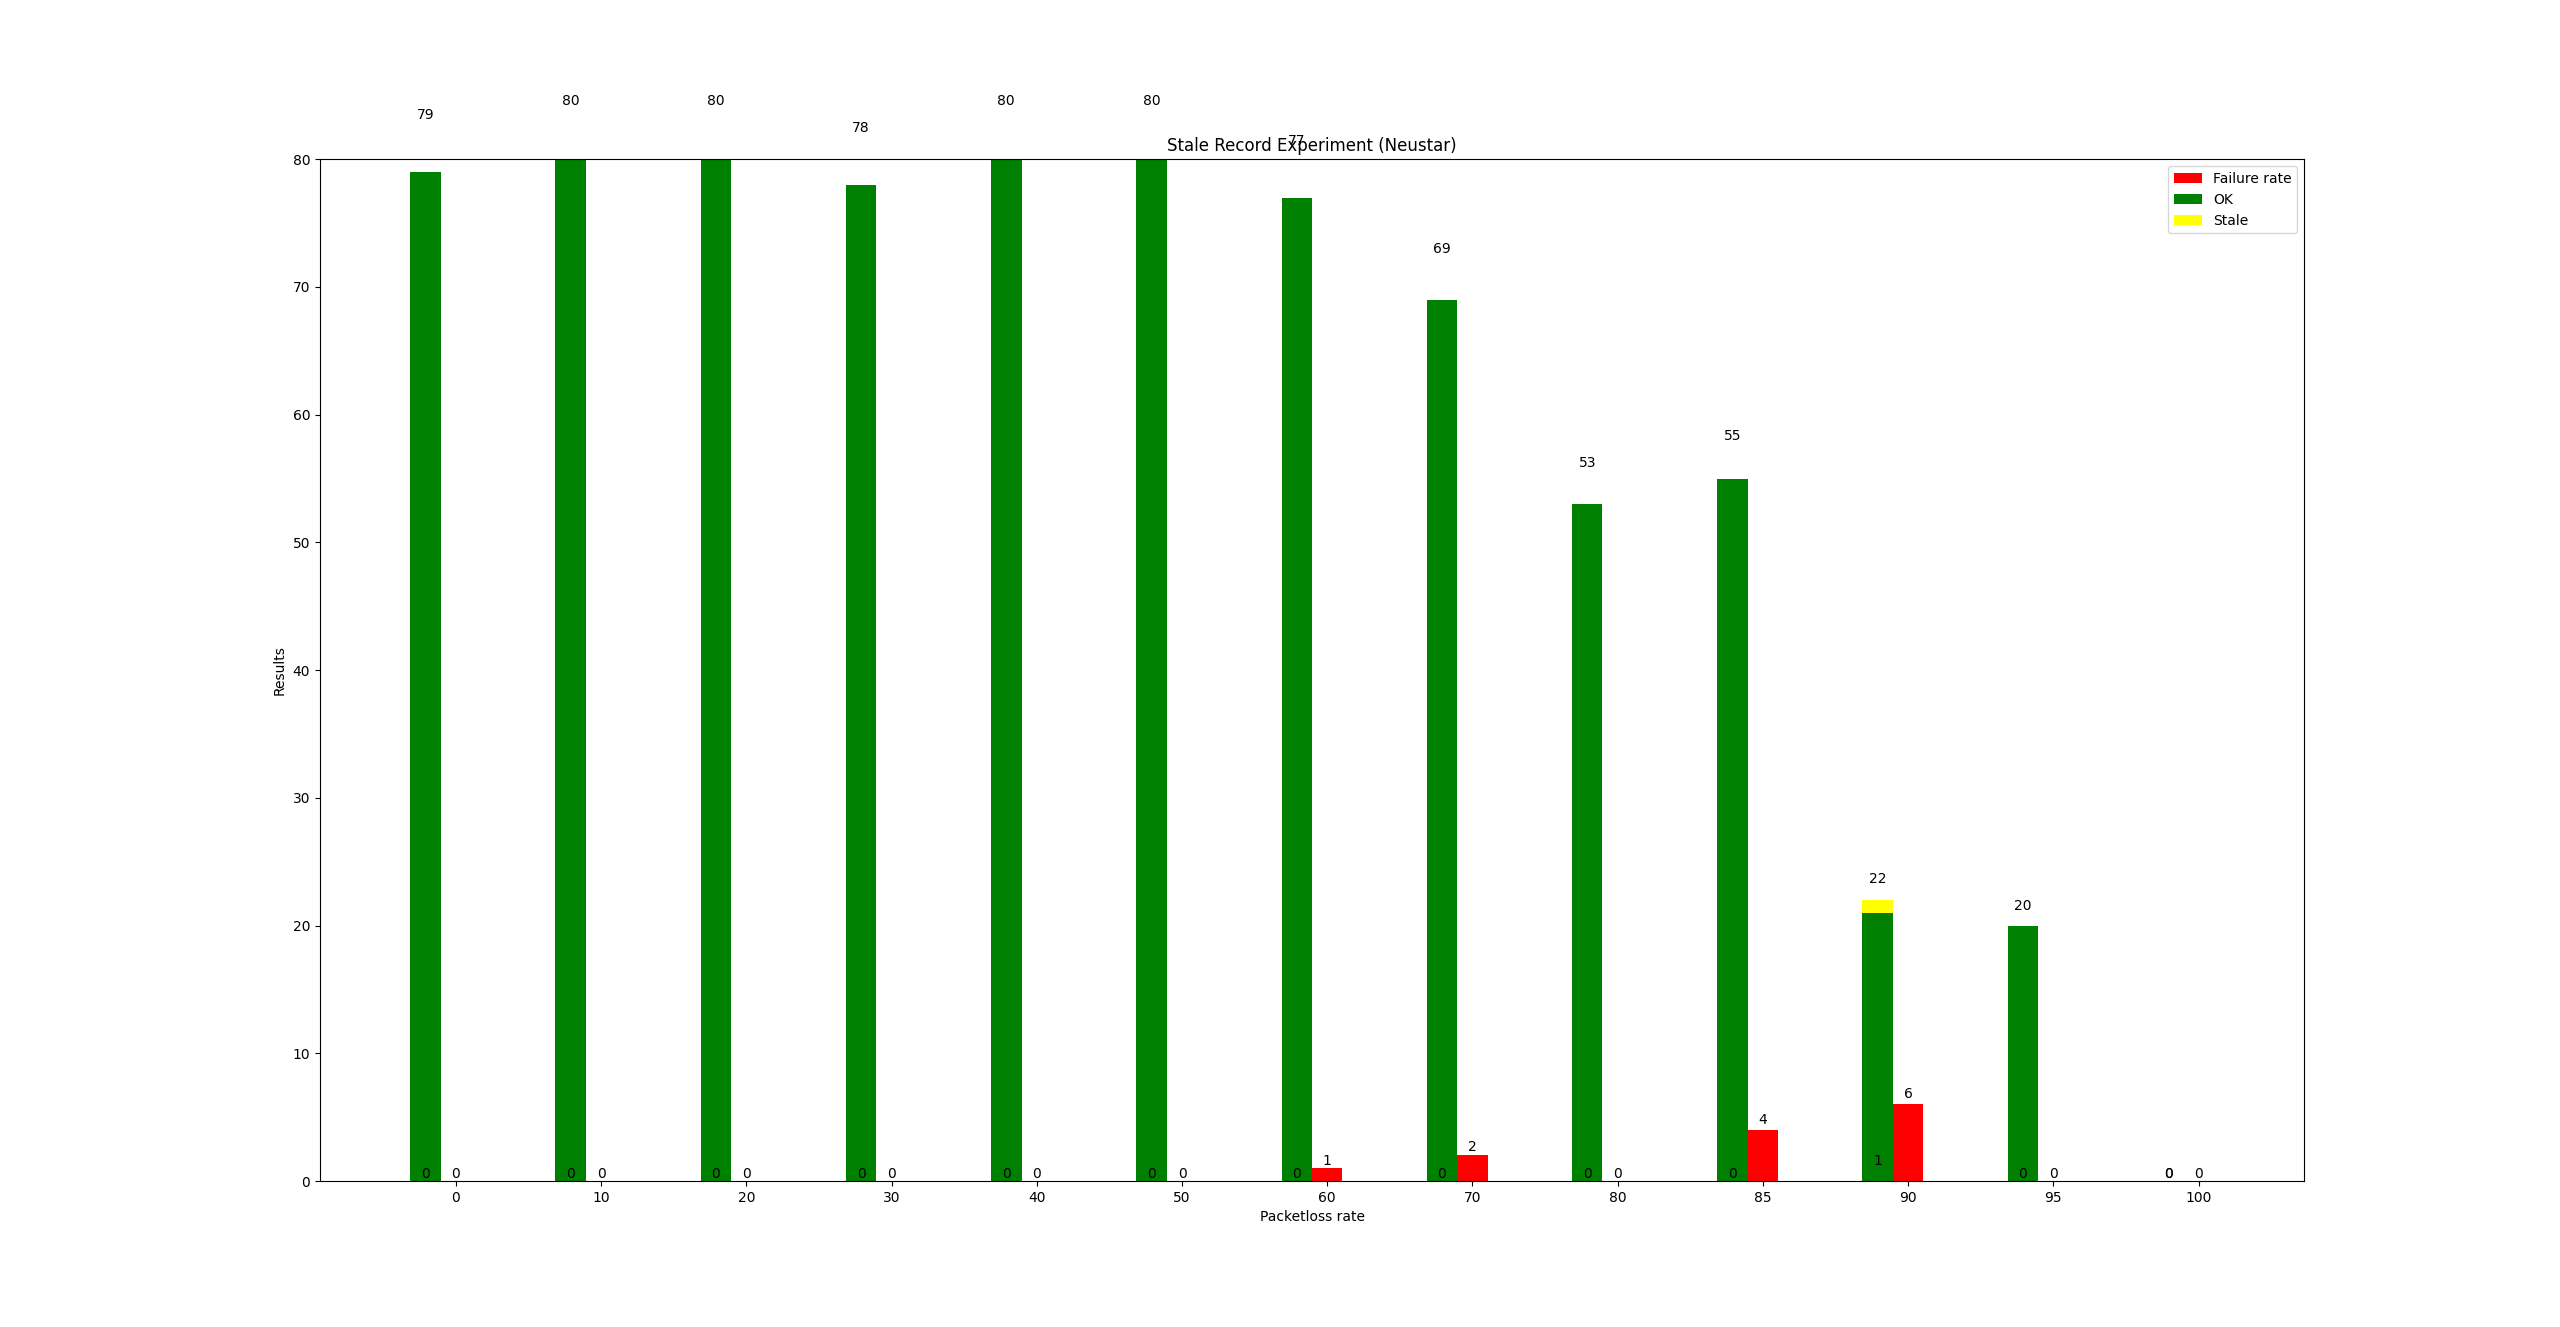 80 80 80 80
79
78
77
Stale Record Experiment (Neustar)
80
Failure rate
OK
Stale
69
70
60
55
53
50
Results
40
30
22
20
20
10
6
4
2
1
1
0 0 0 0 0 0 0 0 0 0 0 0 0 0 0 0 0 0 0 0 0 0 0
0
0 10 20 30 40 50 60 70 80 85 90 95 100
Packetloss rate